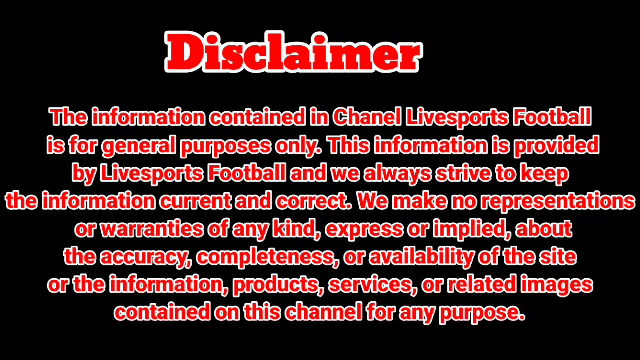 Disclaimer
The information contained in Chanel Livesports Football
is for general purposes only. This information is provided
by Livesports Football and we always strive to keep
the information current and correct. We make no representations
or warranties of any kind, express or implied, about
the accuracy, completeness, or availability of the site
or the information, products, services, or related images
contained on this channel for any purpose.